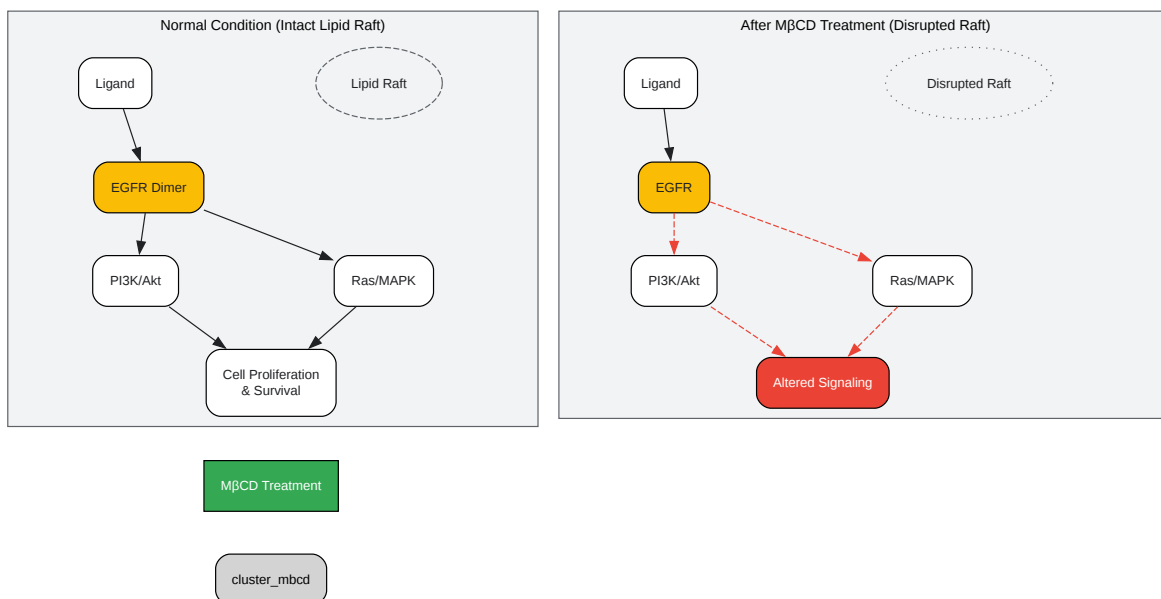 Normal Condition (Intact Lipid Raft)
Ligand
Lipid Raft
EGFR Dimer
PI3K/Akt
Ras/MAPK
Cell Proliferation
& Survival
After MβCD Treatment (Disrupted Raft)
Ligand
Disrupted Raft
EGFR
PI3K/Akt
Ras/MAPK
Altered Signaling
MβCD Treatment
cluster_mbcd